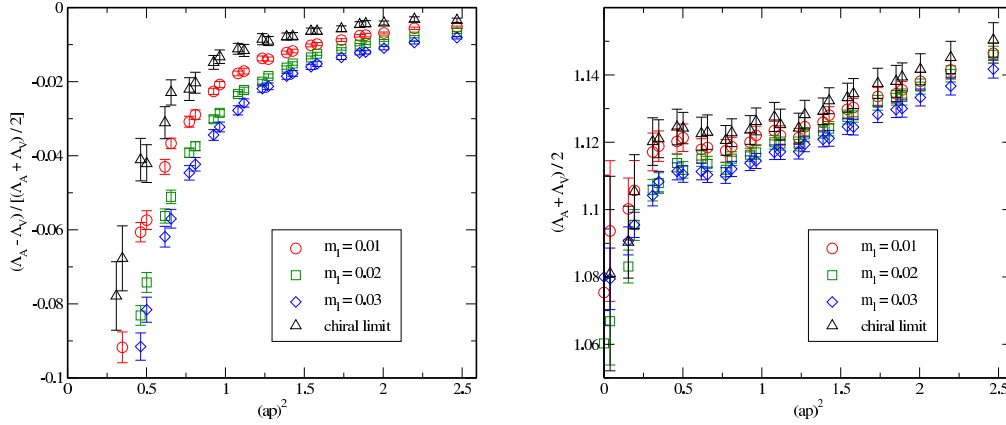 0
-0.02
-0.04
-0.06
-0.08
-0.1
(Λ_A - Λ_V) / [(Λ_A + Λ_V) / 2]
m_l = 0.01
m_l = 0.02
m_l = 0.03
chiral limit
0 0.5 1 1.5 2 2.5
(ap)^2
1.14
1.12
1.1
1.08
1.06
(Λ_A + Λ_V) / 2
m_l = 0.01
m_l = 0.02
m_l = 0.03
chiral limit
0 0.5 1 1.5 2 2.5
(ap)^2